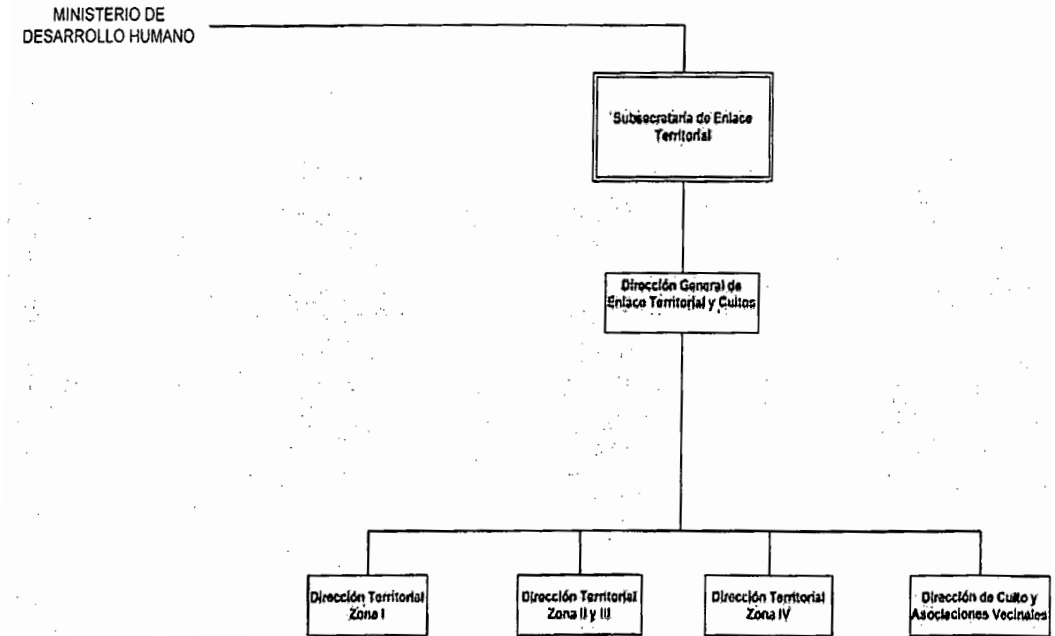 MINISTERIO DE
DESARROLLO HUMANO
Subsecretaría de Enlace
Territorial
Dirección General de
Enlace Territorial y Cultos
Dirección Territorial
Zona I
Dirección Territorial
Zona II y III
Dirección Territorial
Zona IV
Dirección de Culto y
Asociaciones Vecinales